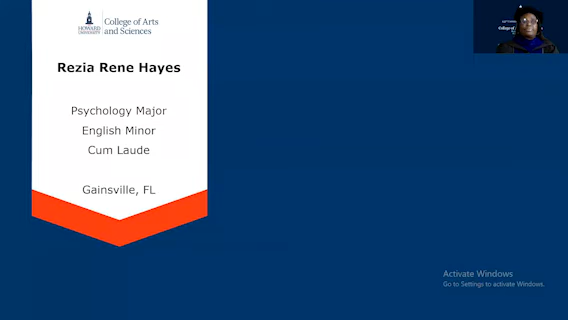 HOWARD
UNIVERSITY
College of Arts
and Sciences
Rezia Rene Hayes
Psychology Major
English Minor
Cum Laude
Gainsville, FL
Activate Windows
Go to Settings to activate Windows.